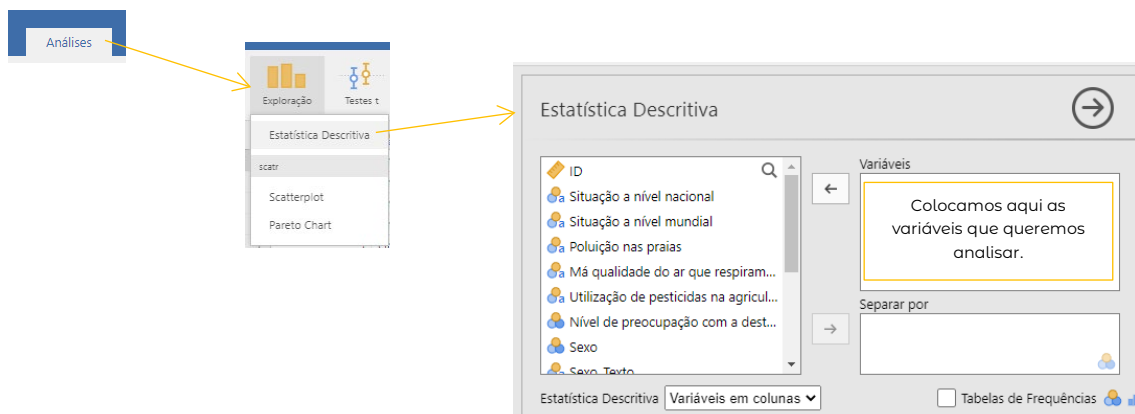 Análises
Exploração
Testes t
Estatística Descritiva
scatr
Scatterplot
Pareto Chart
Estatística Descritiva
ID
Situação a nível nacional
Situação a nível mundial
Poluição nas praias
Má qualidade do ar que respiram...
Utilização de pesticidas na agricul...
Nível de preocupação com a dest...
Sexo
Sexo_Texto
Variáveis
Colocamos aqui as
variáveis que queremos
analisar.
Separar por
Estatística Descritiva Variáveis em colunas
Tabelas de Frequências